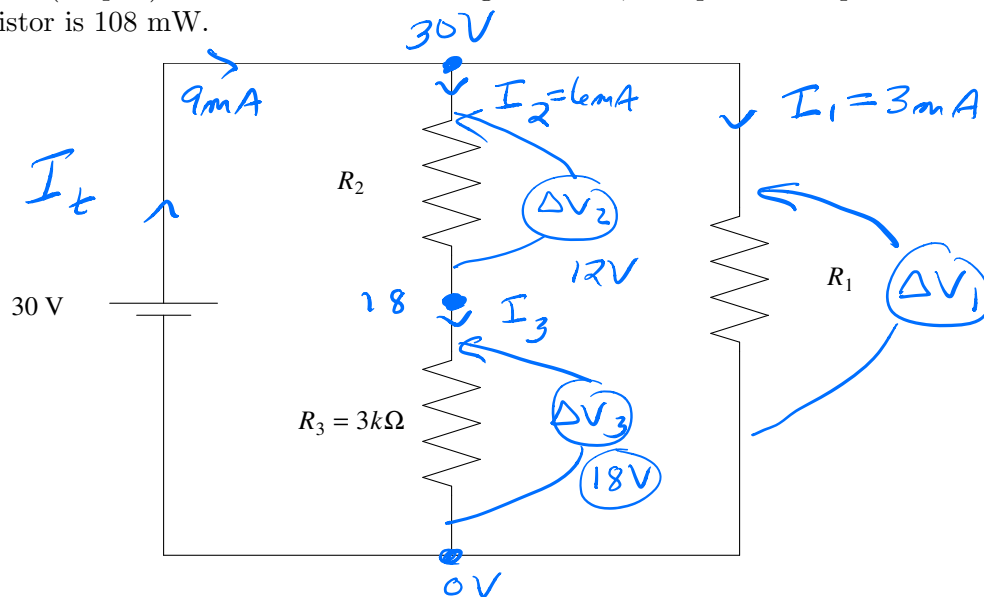 istor is 108 mW.
30V
9mA
I₂=6mA
I₁=3mA
Iₜ
R₂
ΔV₂
12V
R₁
ΔV₁
30 V
18
I₃
R₃ = 3kΩ
ΔV₃
18V
0V